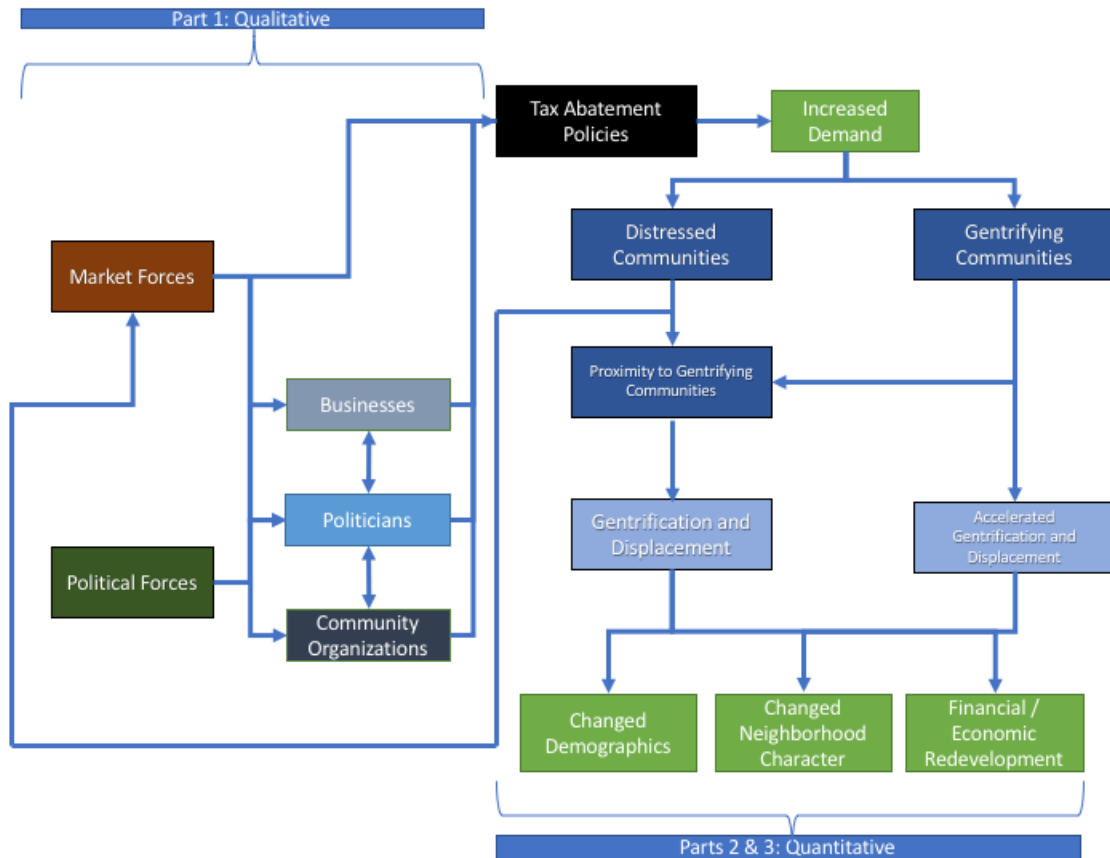 Part 1: Qualitative
Tax Abatement
Policies
Increased
Demand
Distressed
Communities
Gentrifying
Communities
Market Forces
Proximity to Gentrifying
Communities
Businesses
Politicians
Gentrification and
Displacement
Accelerated
Gentrification and
Displacement
Political Forces
Community
Organizations
Changed
Demographics
Changed
Neighborhood
Character
Financial /
Economic
Redevelopment
Parts 2 & 3: Quantitative